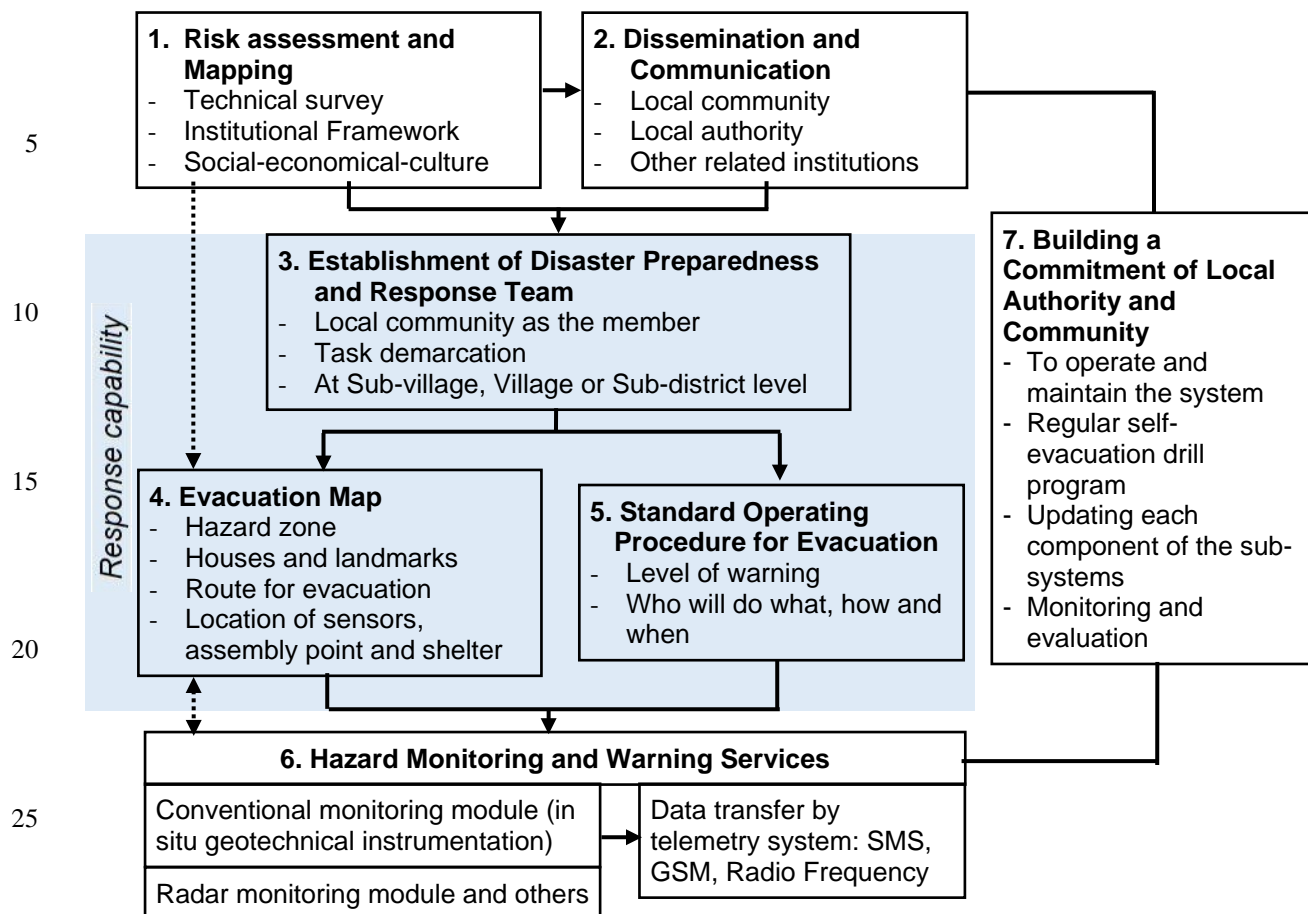 1. Risk assessment and
Mapping
- Technical survey
- Institutional Framework
- Social-economical-culture
2. Dissemination and
Communication
- Local community
- Local authority
- Other related institutions
5
3. Establishment of Disaster Preparedness
and Response Team
- Local community as the member
- Task demarcation
- At Sub-village, Village or Sub-district level
10
Response capability
7. Building a
Commitment of Local
Authority and
Community
- To operate and
maintain the system
- Regular self-
evacuation drill
program
- Updating each
component of the sub-
systems
- Monitoring and
evaluation
15
4. Evacuation Map
- Hazard zone
- Houses and landmarks
- Route for evacuation
- Location of sensors,
assembly point and shelter
5. Standard Operating
Procedure for Evacuation
- Level of warning
- Who will do what, how and
when
20
6. Hazard Monitoring and Warning Services
25
Conventional monitoring module (in
situ geotechnical instrumentation)
Radar monitoring module and others
Data transfer by
telemetry system: SMS,
GSM, Radio Frequency